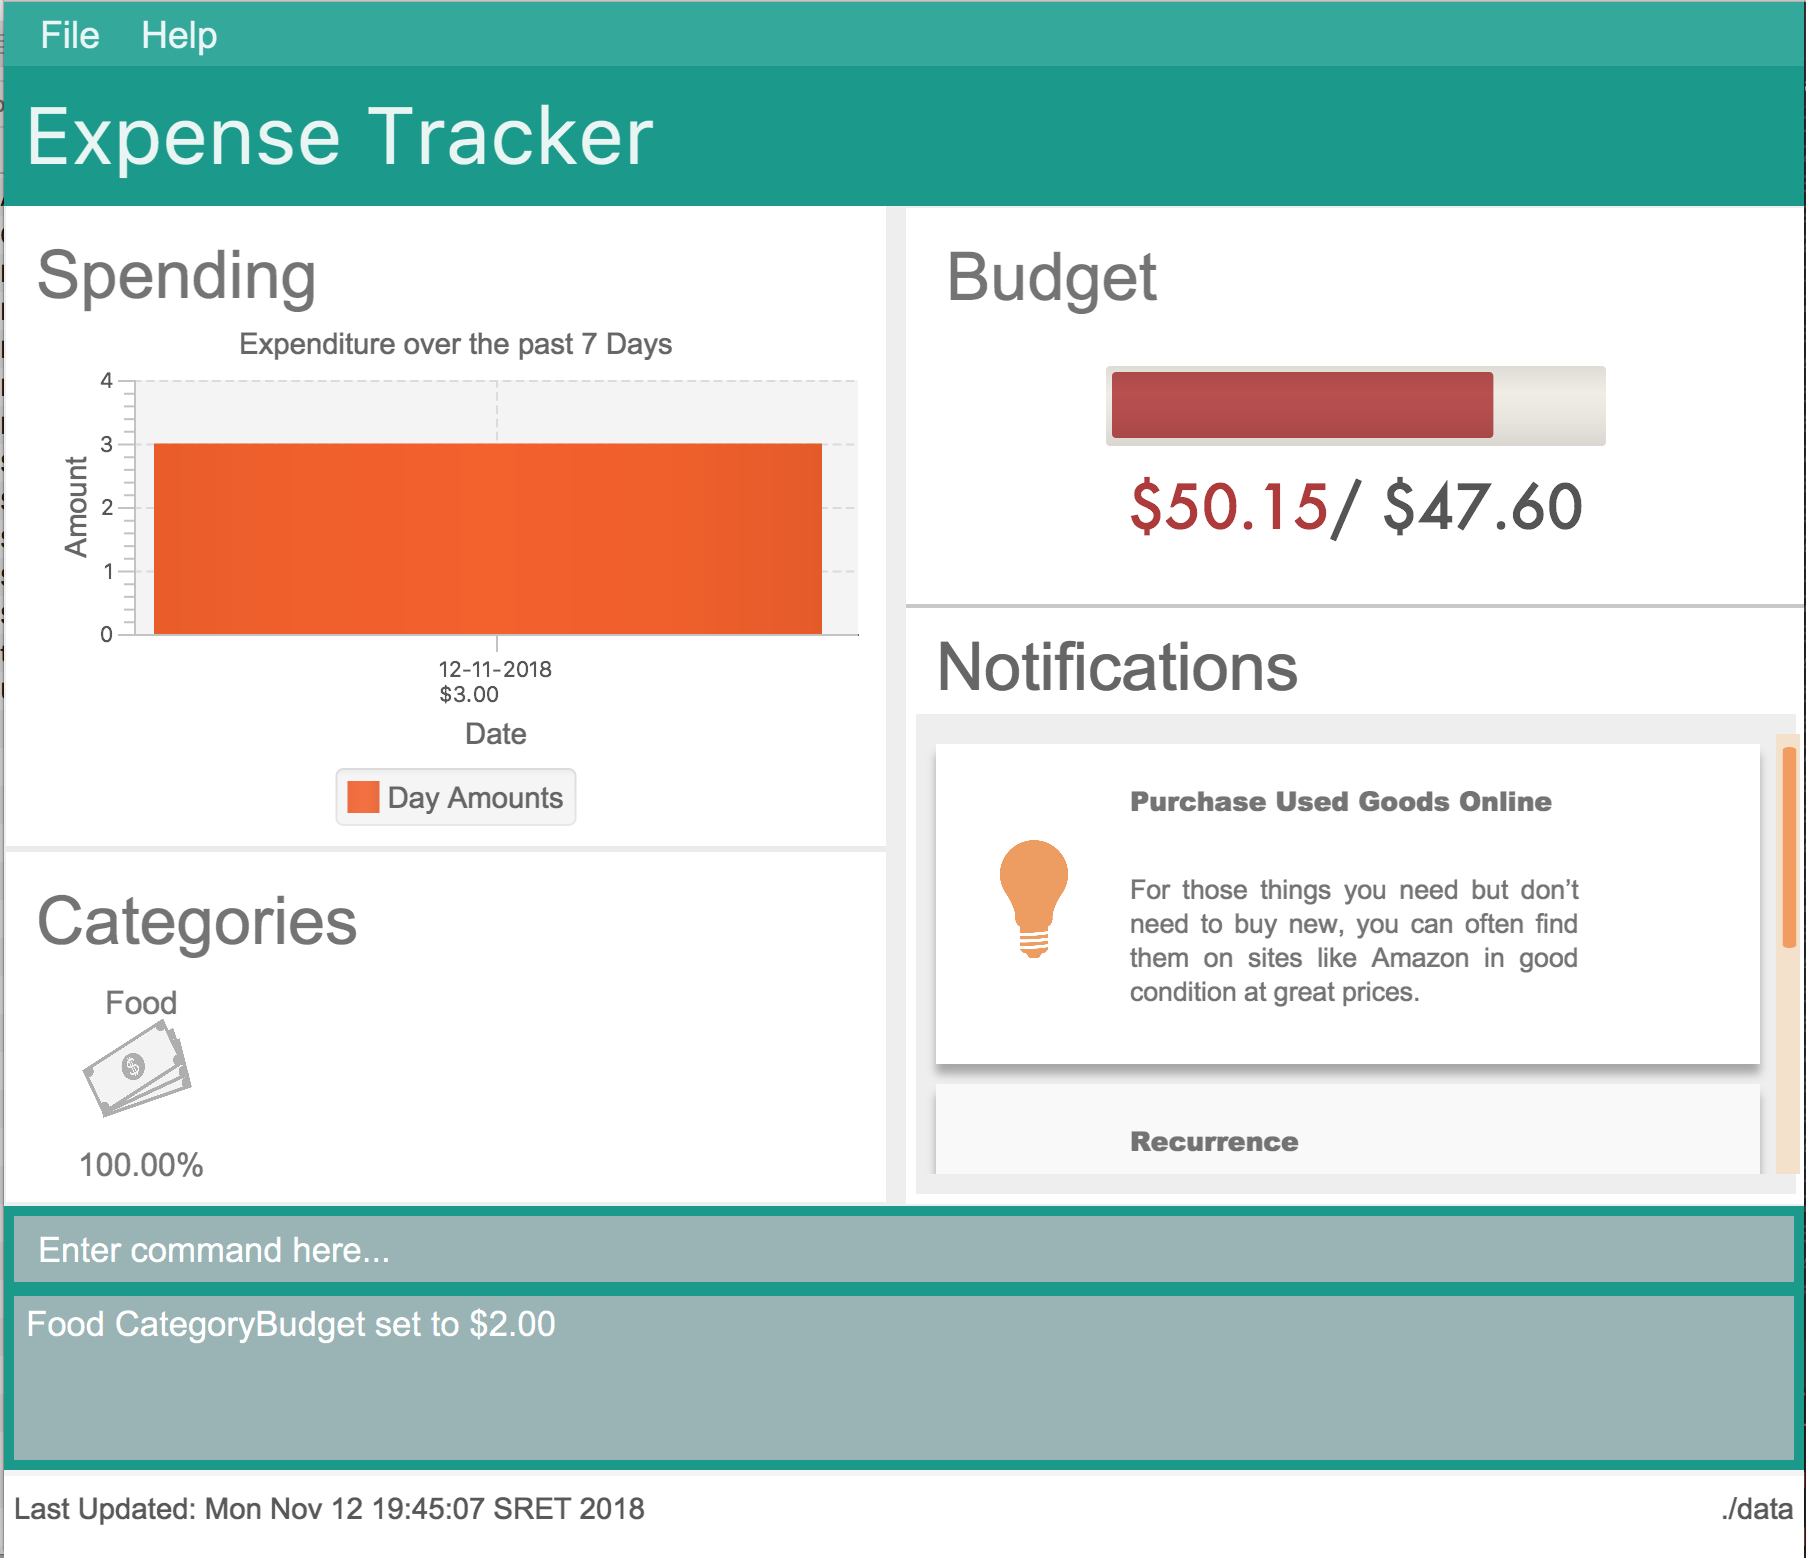 File Help
Expense Tracker
Spending
Expenditure over the past 7 Days
4
3
2
1
0
Amount
12-11-2018
$3.00
Date
Day Amounts
Categories
Food
$
100.00%
Budget
$50.15/ $47.60
Notifications
Purchase Used Goods Online
For those things you need but don’t
need to buy new, you can often find
them on sites like Amazon in good
condition at great prices.
Recurrence
Enter command here...
Food CategoryBudget set to $2.00
Last Updated: Mon Nov 12 19:45:07 SRET 2018
./data